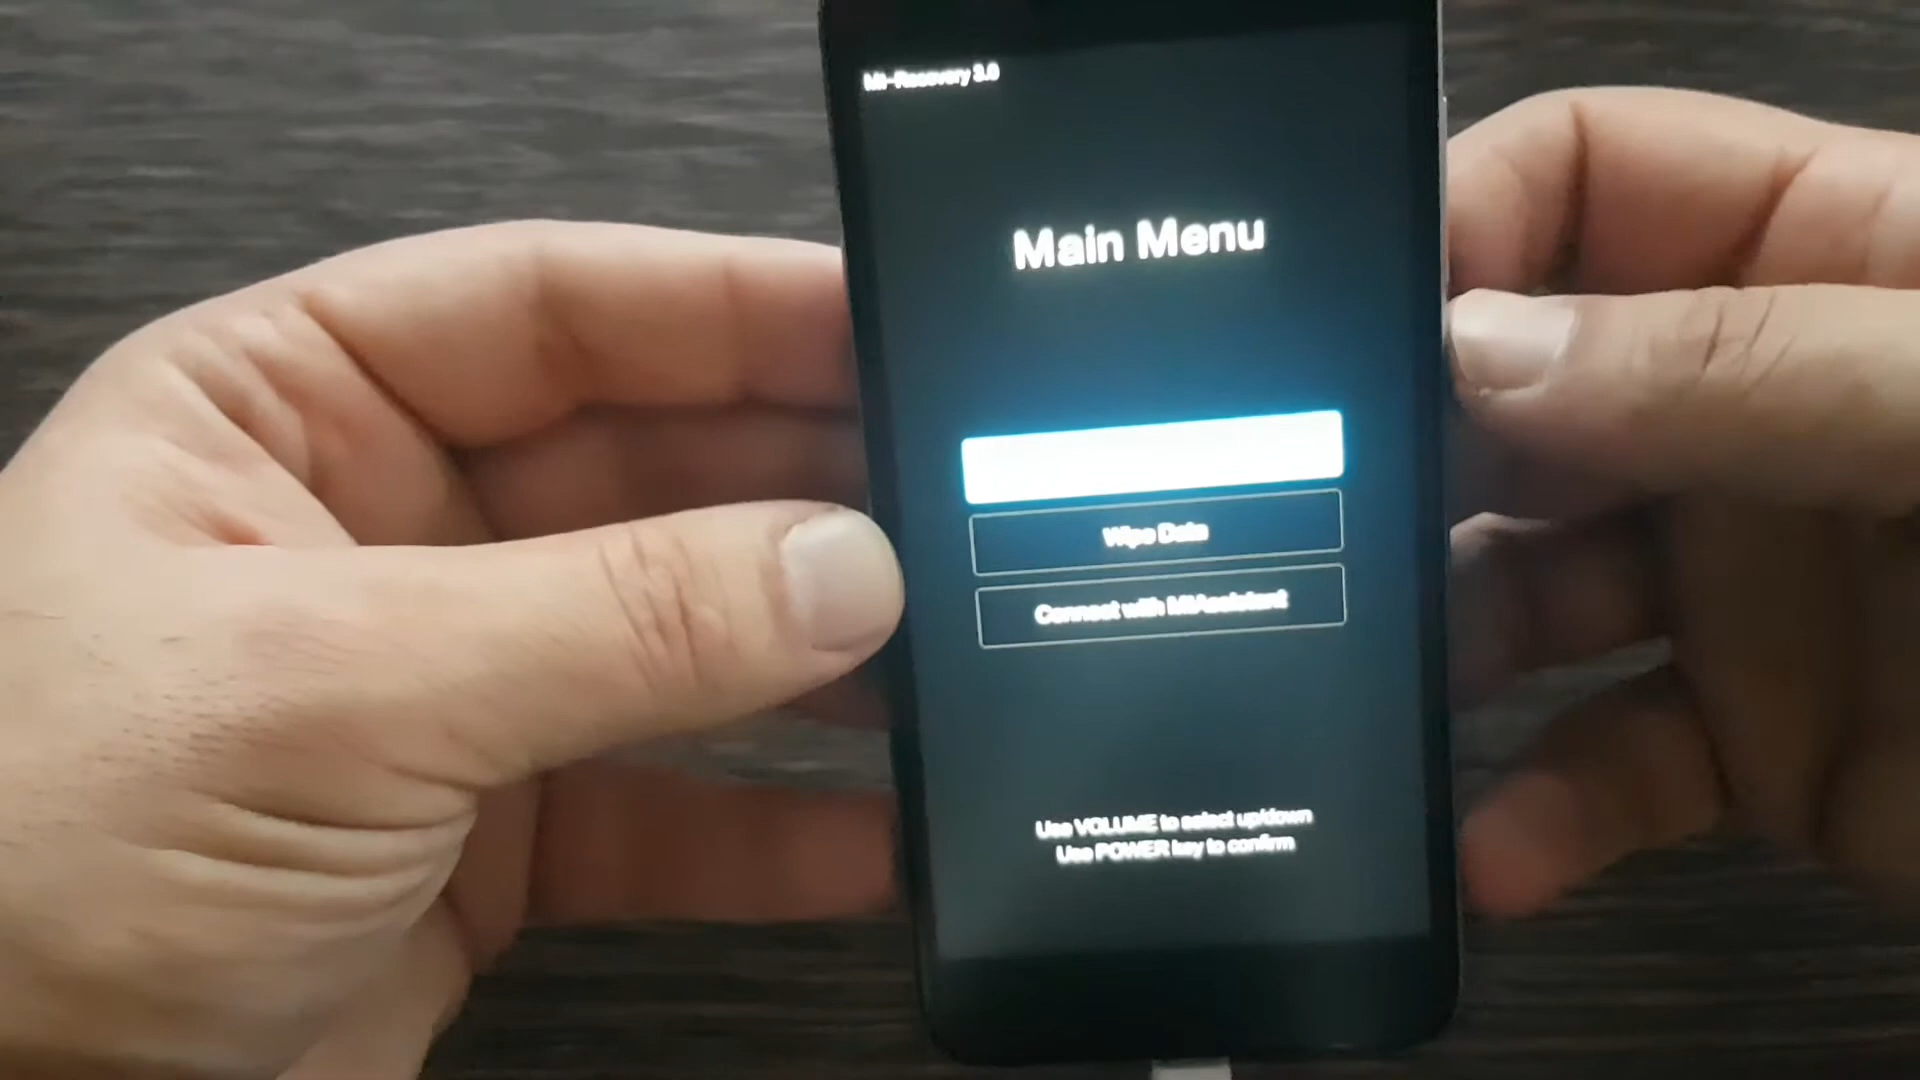 Mi-Recovery 3.0
Main Menu
Wipe Data
Connect with MIAssistant
Use VOLUME to select up/down
Use POWER key to confirm